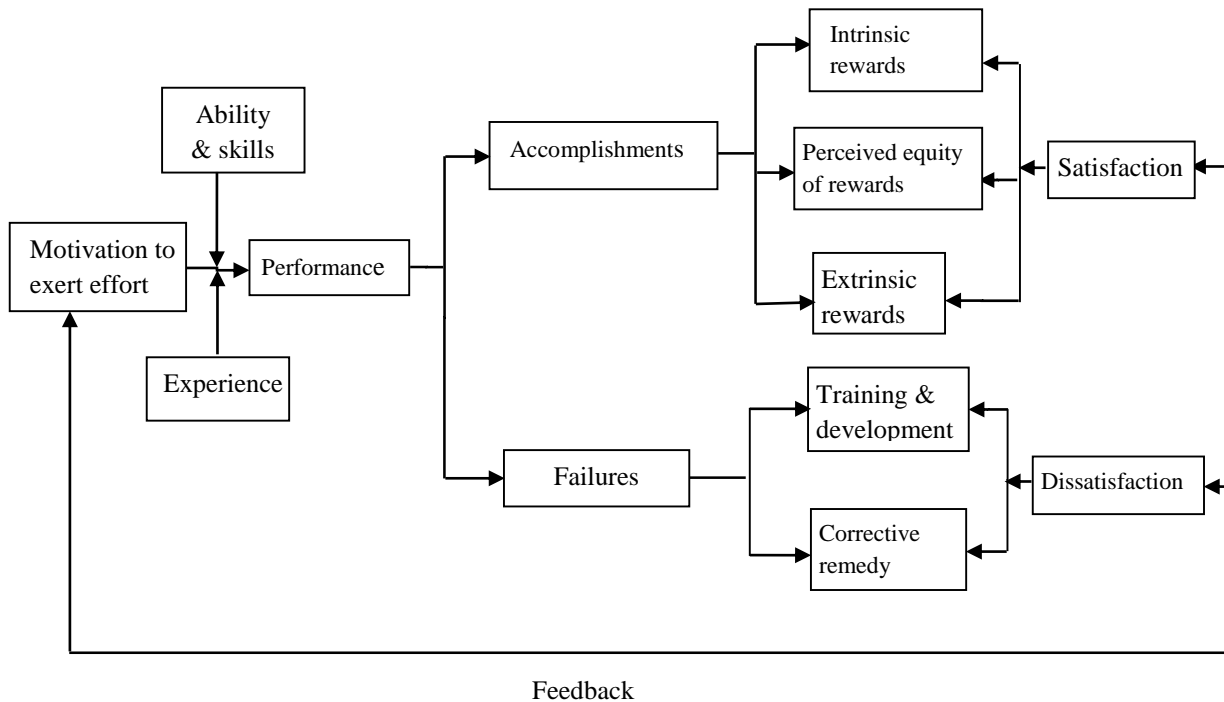 Intrinsic
rewards
Ability
& skills
Accomplishments
Perceived equity
of rewards
Satisfaction
Motivation to
exert effort
Performance
Extrinsic
rewards
Experience
Training &
development
Failures
Dissatisfaction
Corrective
remedy
Feedback